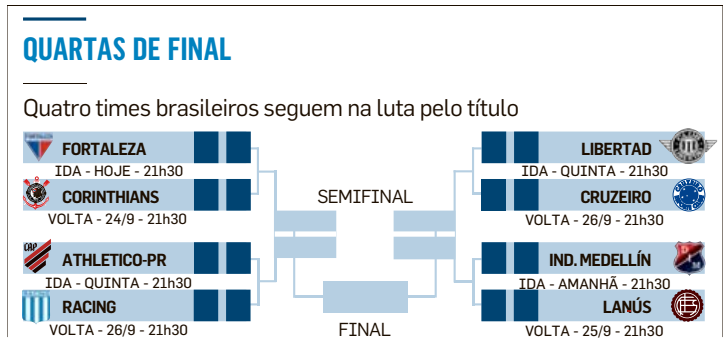 QUARTAS DE FINAL
Quatro times brasileiros seguem na luta pelo título
FORTALEZA
IDA - HOJE - 21h30
CORINTHIANS
VOLTA - 24/9 - 21h30
ATHLETICO-PR
IDA - QUINTA - 21h30
RACING
VOLTA - 26/9 - 21h30
SEMIFINAL
FINAL
LIBERTAD
IDA - QUINTA - 21h30
CRUZEIRO
VOLTA - 26/9 - 21h30
IND. MEDELLÍN
IDA - AMANHÃ - 21h30
LANÚS
VOLTA - 25/9 - 21h30
CAP